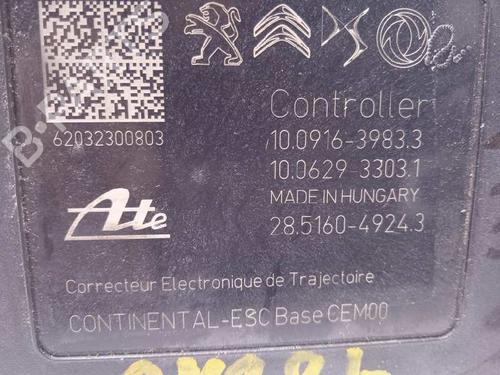 Controller
62032300803
10.0916-3983.3
10.0629-3303.1
MADE IN HUNGARY
Ate
28.5160-4924.3
Correcteur Electronique de Trajectoire
CONTINENTAL-ESC Base CEM00